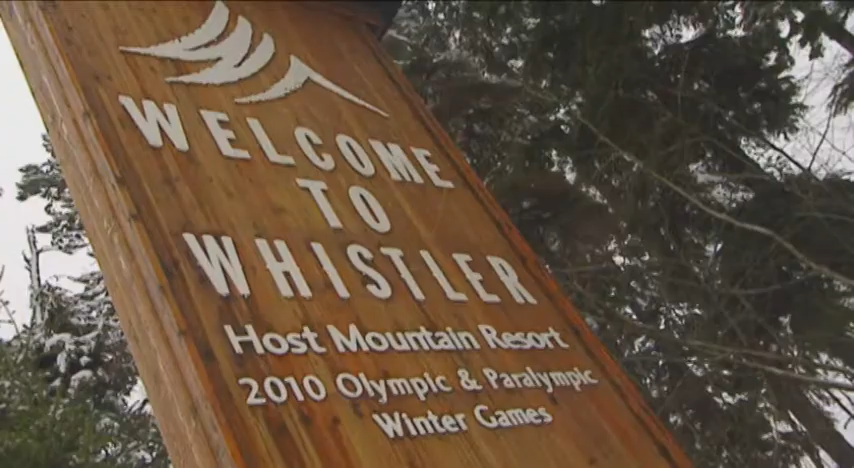 WELCOME
TO
WHISTLER
Host Mountain Resort
2010 Olympic & Paralympic
Winter Games